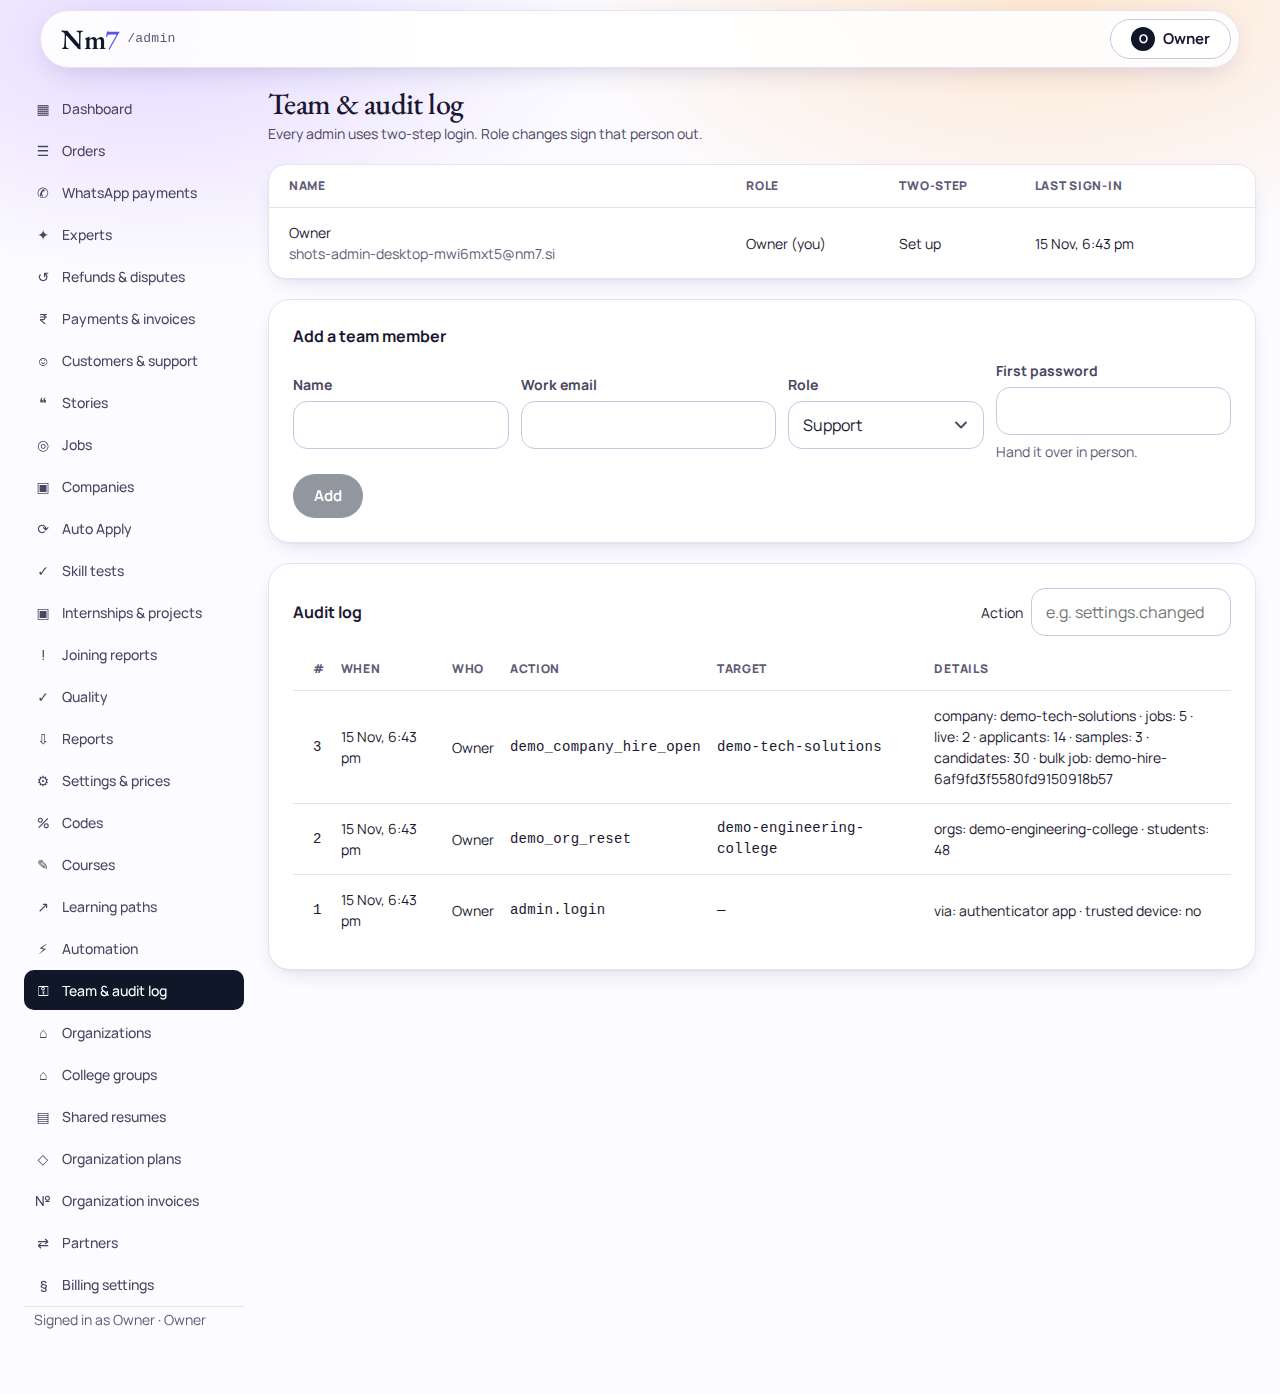 Nm7 /admin
O Owner
▦ Dashboard
☰ Orders
✆ WhatsApp payments
✦ Experts
↺ Refunds & disputes
₹ Payments & invoices
☺ Customers & support
❝ Stories
◎ Jobs
▣ Companies
⟳ Auto Apply
✓ Skill tests
▣ Internships & projects
! Joining reports
✓ Quality
⇩ Reports
⚙ Settings & prices
% Codes
✎ Courses
↗ Learning paths
⚡ Automation
⚿ Team & audit log
⌂ Organizations
⌂ College groups
▤ Shared resumes
◇ Organization plans
№ Organization invoices
⇄ Partners
§ Billing settings
Signed in as Owner · Owner
Team & audit log
Every admin uses two-step login. Role changes sign that person out.
NAME ROLE TWO-STEP LAST SIGN-IN
Owner
shots-admin-desktop-mwi6mxt5@nm7.si
Owner (you) Set up 15 Nov, 6:43 pm
Add a team member
Name
Work email
Role
Support
First password
Hand it over in person.
Add
Audit log
Action e.g. settings.changed
# WHEN WHO ACTION TARGET DETAILS
3 15 Nov, 6:43
pm
Owner demo_company_hire_open demo-tech-solutions
company: demo-tech-solutions · jobs: 5 ·
live: 2 · applicants: 14 · samples: 3 ·
candidates: 30 · bulk job: demo-hire-
6af9fd3f5580fd9150918b57
2 15 Nov, 6:43
pm
Owner demo_org_reset
demo-engineering-
college
orgs: demo-engineering-college · students:
48
1 15 Nov, 6:43
pm
Owner admin.login — via: authenticator app · trusted device: no